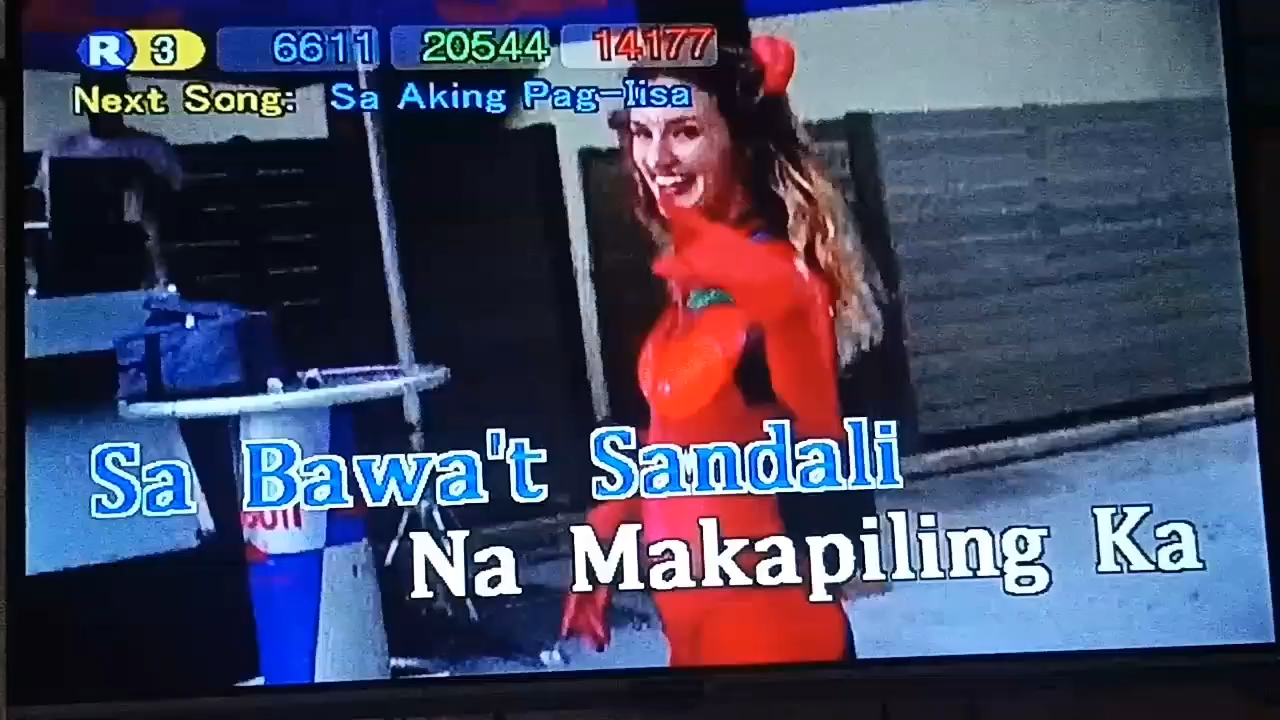 R 3 6611 20544 14177
Next Song: Sa Aking Pag-Iisa
Sa Bawa't Sandali
Na Makapiling Ka